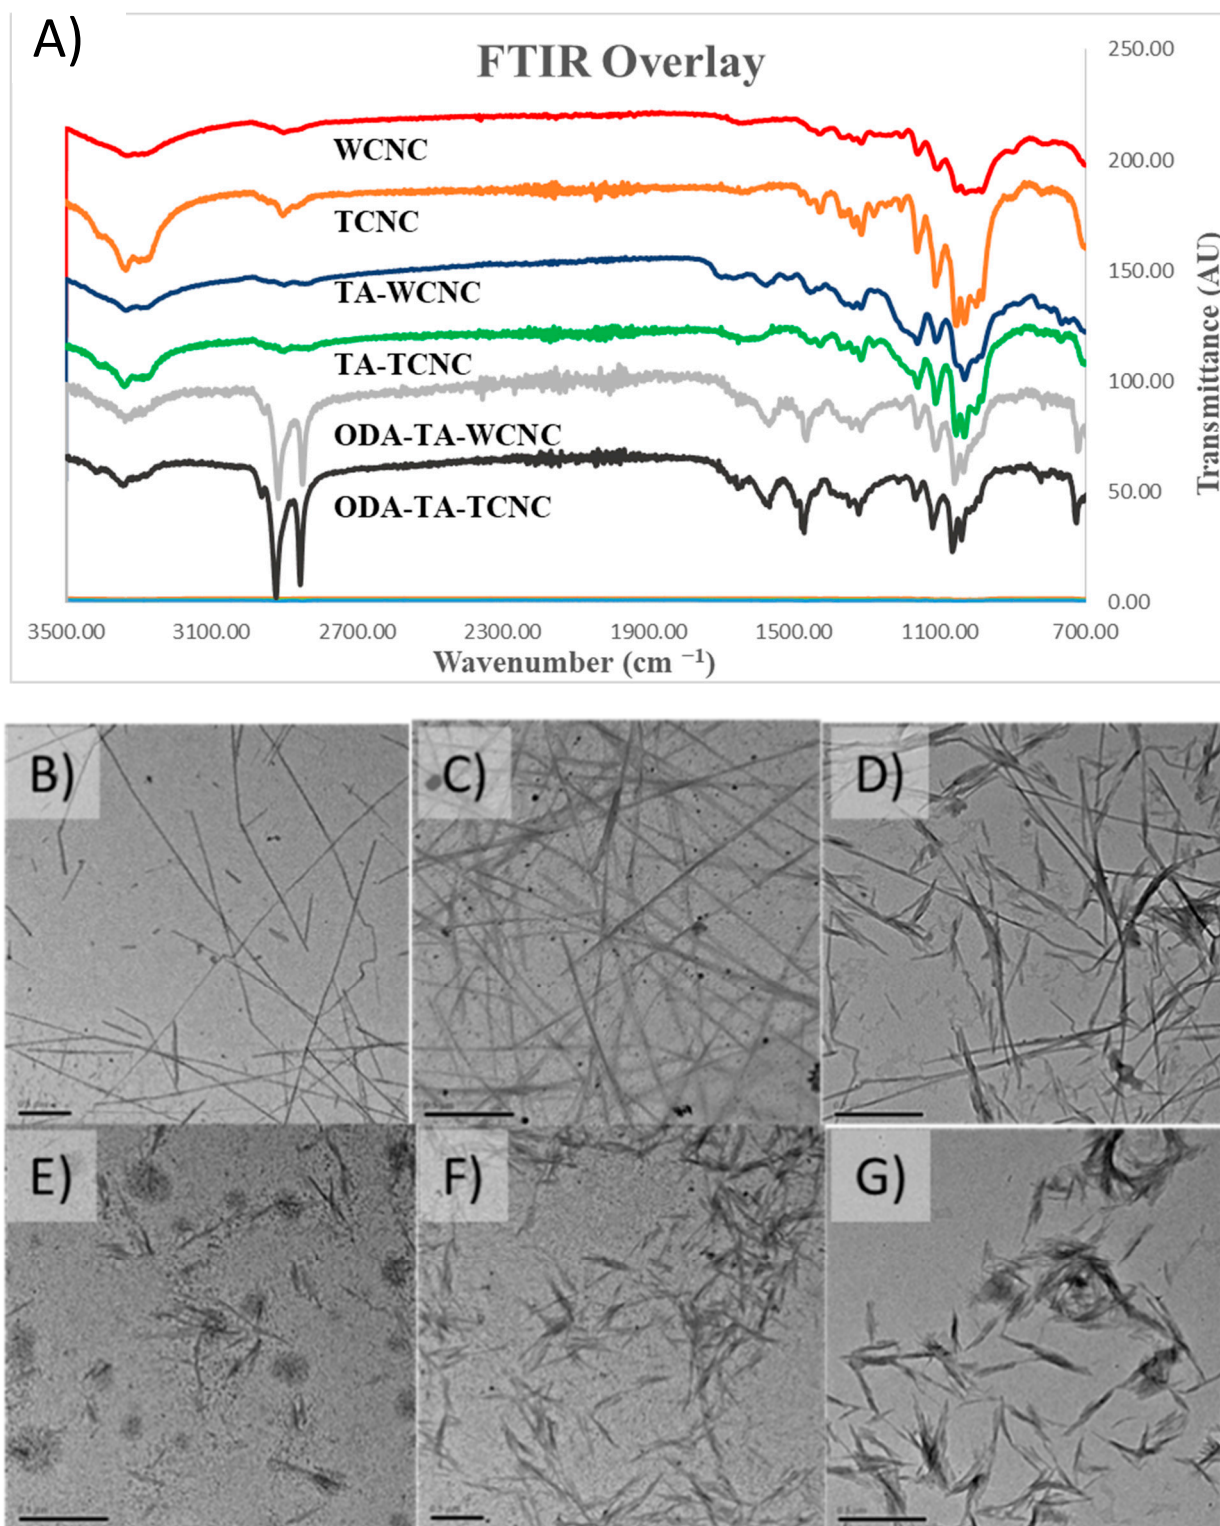 A)
FTIR Overlay
250.00
200.00
150.00
100.00
50.00
0.00
Transmittance (AU)
WCNC
TCNC
TA-WCNC
TA-TCNC
ODA-TA-WCNC
ODA-TA-TCNC
3500.00 3100.00 2700.00 2300.00 1900.00 1500.00 1100.00 700.00
Wavenumber (cm ⁻¹)
B) C) D)
E) F) G)